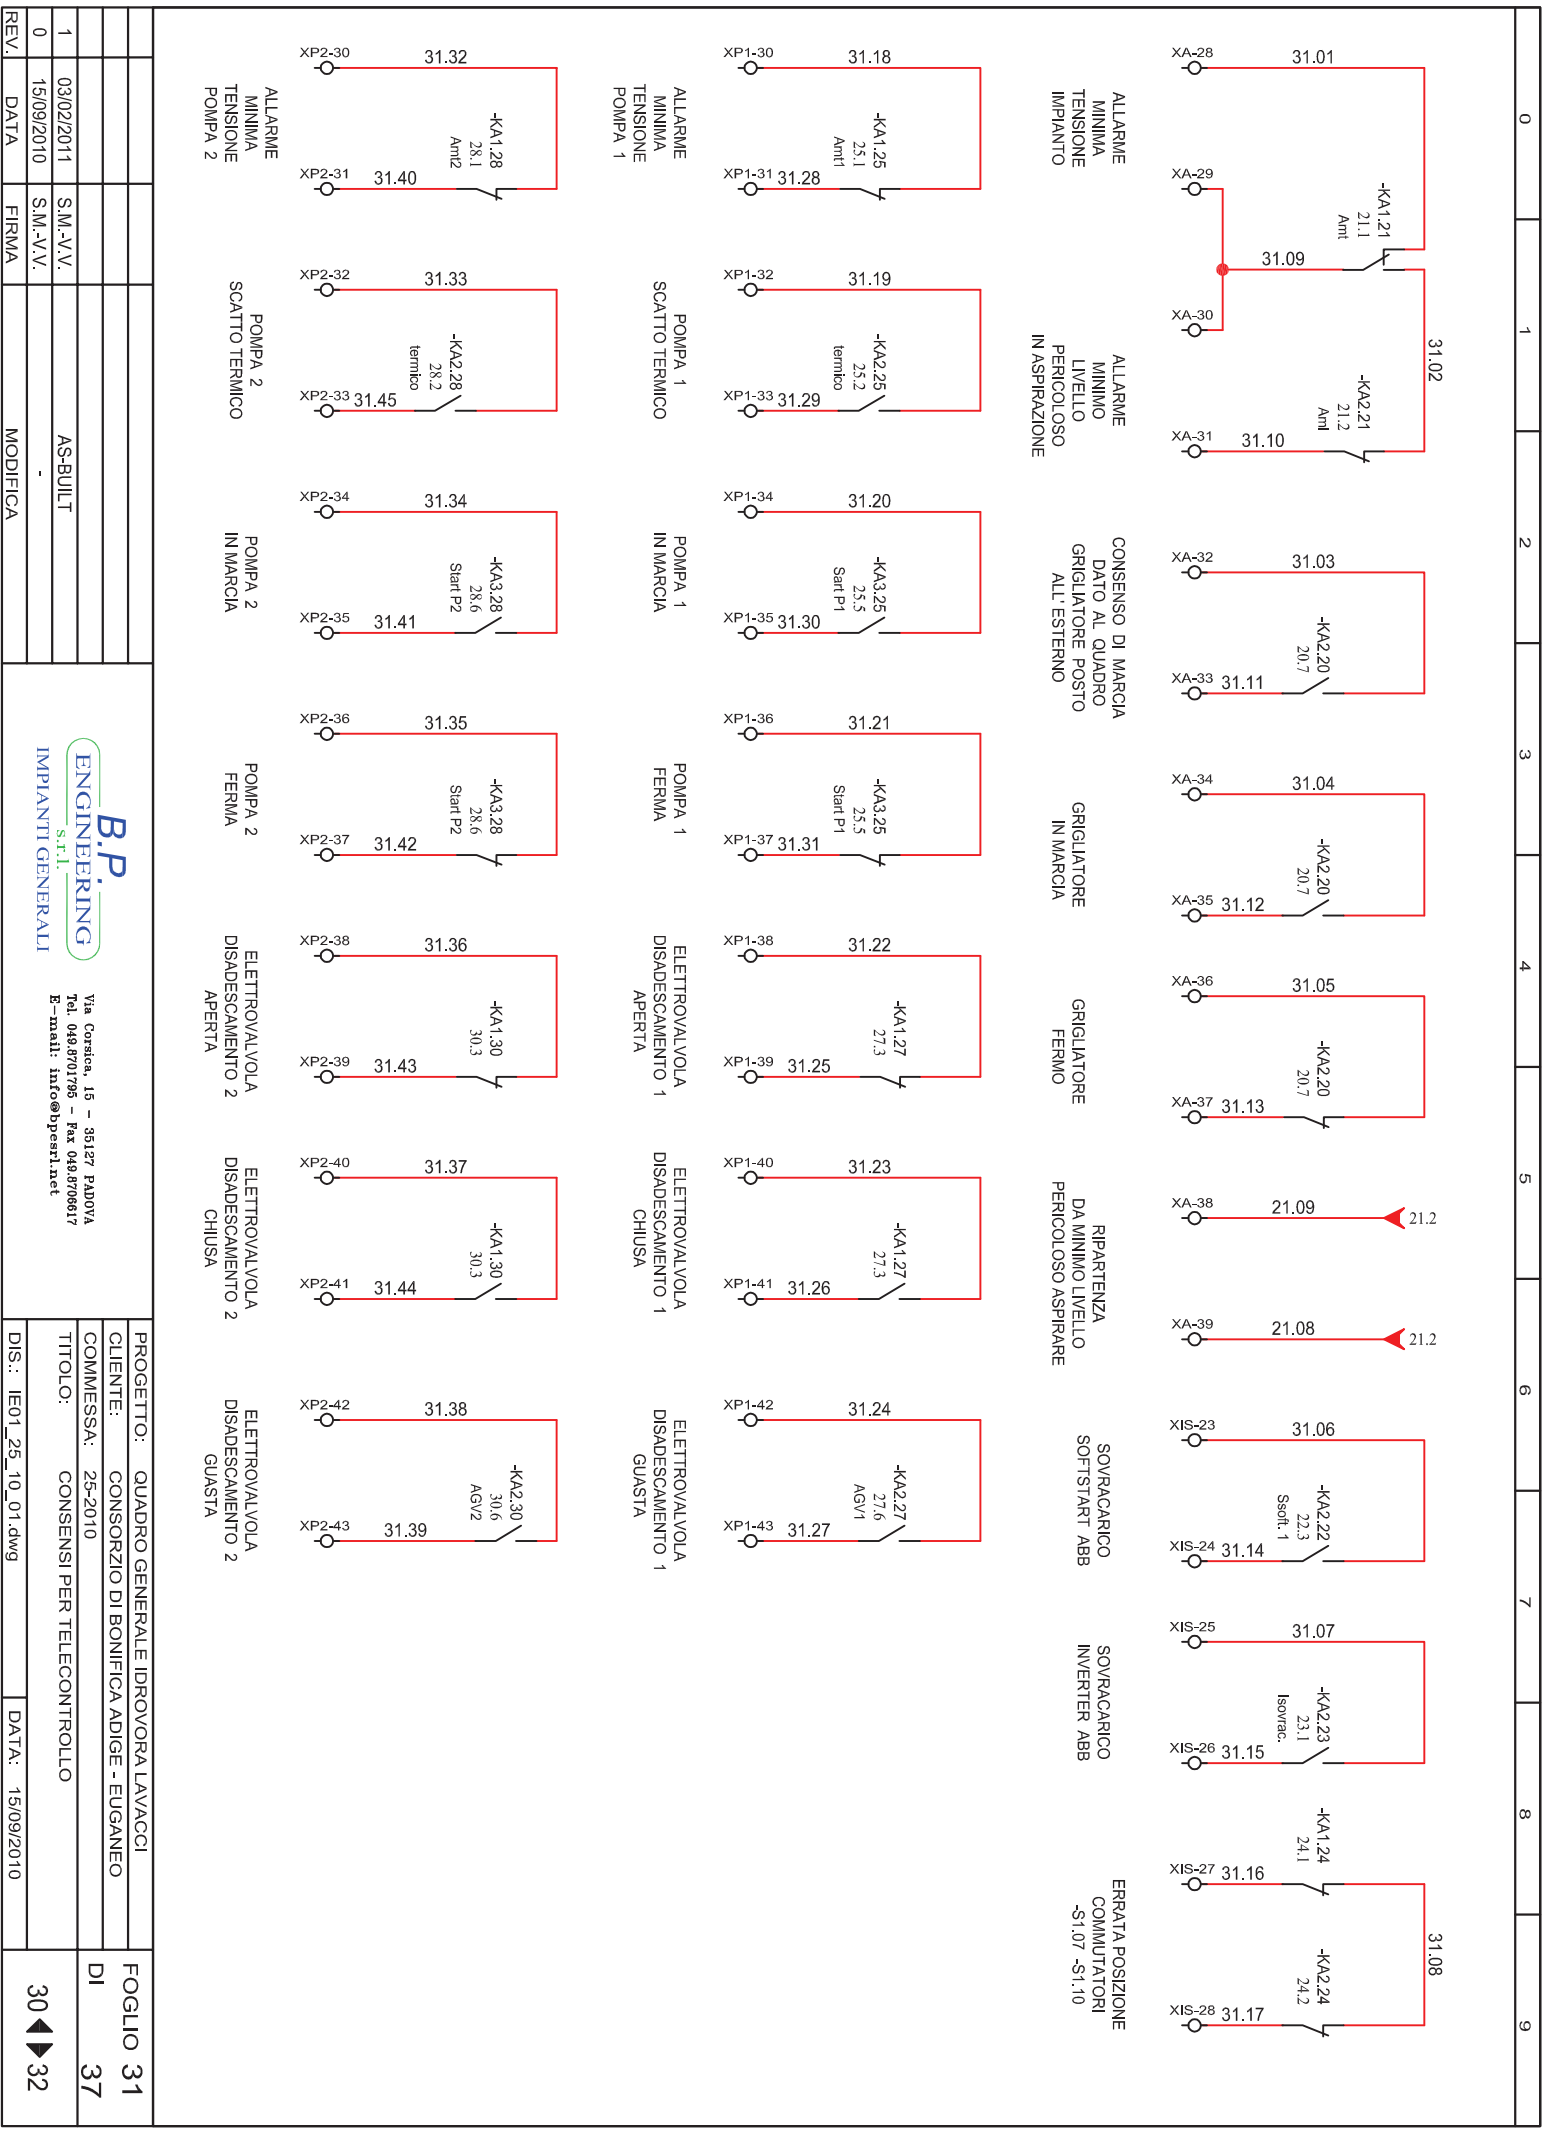 0 1 2 3 4 5 6 7 8 9
31.01
XA-28
-KA1.21
21.1
Amt
XA-29
31.09
XA-30
31.02
-KA2.21
21.2
Aml
XA-31 31.10
ALLARME
MINIMA
TENSIONE
IMPIANTO
ALLARME
MINIMO
LIVELLO
PERICOLOSO
IN ASPIRAZIONE
XA-32 31.03
-KA2.20
20.7
XA-33 31.11
CONSENSO DI MARCIA
DATO AL QUADRO
GRIGLIATORE POSTO
ALL' ESTERNO
XA-34 31.04
-KA2.20
20.7
XA-35 31.12
GRIGLIATORE
IN MARCIA
XA-36 31.05
-KA2.20
20.7
XA-37 31.13
GRIGLIATORE
FERMO
XA-38 21.09 21.2
XA-39 21.08 21.2
RIPARTENZA
DA MINIMO LIVELLO
PERICOLOSO ASPIRARE
XIS-23 31.06
-KA2.22
22.3
Ssoft. 1
XIS-24 31.14
SOVRACARICO
SOFTSTART ABB
XIS-25 31.07
-KA2.23
23.1
Isovrac.
XIS-26 31.15
SOVRACARICO
INVERTER ABB
31.08
-KA1.24
24.1
XIS-27 31.16
-KA2.24
24.2
XIS-28 31.17
ERRATA POSIZIONE
COMMUTATORI
-S1.07 -S1.10
XP1-30 31.18
-KA1.25
25.1
Amt1
XP1-31 31.28
ALLARME
MINIMA
TENSIONE
POMPA 1
XP1-32 31.19
-KA2.25
25.2
termico
XP1-33 31.29
POMPA 1
SCATTO TERMICO
XP1-34 31.20
-KA3.25
25.5
Sart P1
XP1-35 31.30
POMPA 1
IN MARCIA
XP1-36 31.21
-KA3.25
25.5
Start P1
XP1-37 31.31
POMPA 1
FERMA
XP1-38 31.22
-KA1.27
27.3
XP1-39 31.25
ELETTROVALVOLA
DISADESCAMENTO 1
APERTA
XP1-40 31.23
-KA1.27
27.3
XP1-41 31.26
ELETTROVALVOLA
DISADESCAMENTO 1
CHIUSA
XP1-42 31.24
-KA2.27
27.6
AGV1
XP1-43 31.27
ELETTROVALVOLA
DISADESCAMENTO 1
GUASTA
XP2-30 31.32
-KA1.28
28.1
Amt2
XP2-31 31.40
ALLARME
MINIMA
TENSIONE
POMPA 2
XP2-32 31.33
-KA2.28
28.2
termico
XP2-33 31.45
POMPA 2
SCATTO TERMICO
XP2-34 31.34
-KA3.28
28.6
Start P2
XP2-35 31.41
POMPA 2
IN MARCIA
XP2-36 31.35
-KA3.28
28.6
Start P2
XP2-37 31.42
POMPA 2
FERMA
XP2-38 31.36
-KA1.30
30.3
XP2-39 31.43
ELETTROVALVOLA
DISADESCAMENTO 2
APERTA
XP2-40 31.37
-KA1.30
30.3
XP2-41 31.44
ELETTROVALVOLA
DISADESCAMENTO 2
CHIUSA
XP2-42 31.38
-KA2.30
30.6
AGV2
XP2-43 31.39
ELETTROVALVOLA
DISADESCAMENTO 2
GUASTA
1 03/02/2011 S.M.-V.V. AS-BUILT
0 15/09/2010 S.M.-V.V. -
REV. DATA FIRMA MODIFICA
B.P.
ENGINEERING
s.r.l.
IMPIANTI GENERALI
Via Corsica, 15 - 35127 PADOVA
Tel. 049.8701795 - Fax 049.8706617
E-mail: info@bpesrl.net
PROGETTO: QUADRO GENERALE IDROVORA LAVACCI
CLIENTE: CONSORZIO DI BONIFICA ADIGE - EUGANEO
COMMESSA: 25-2010
TITOLO: CONSENSI PER TELECONTROLLO
DIS.: IE01_25_10_01.dwg DATA: 15/09/2010
FOGLIO 31
DI 37
30 32